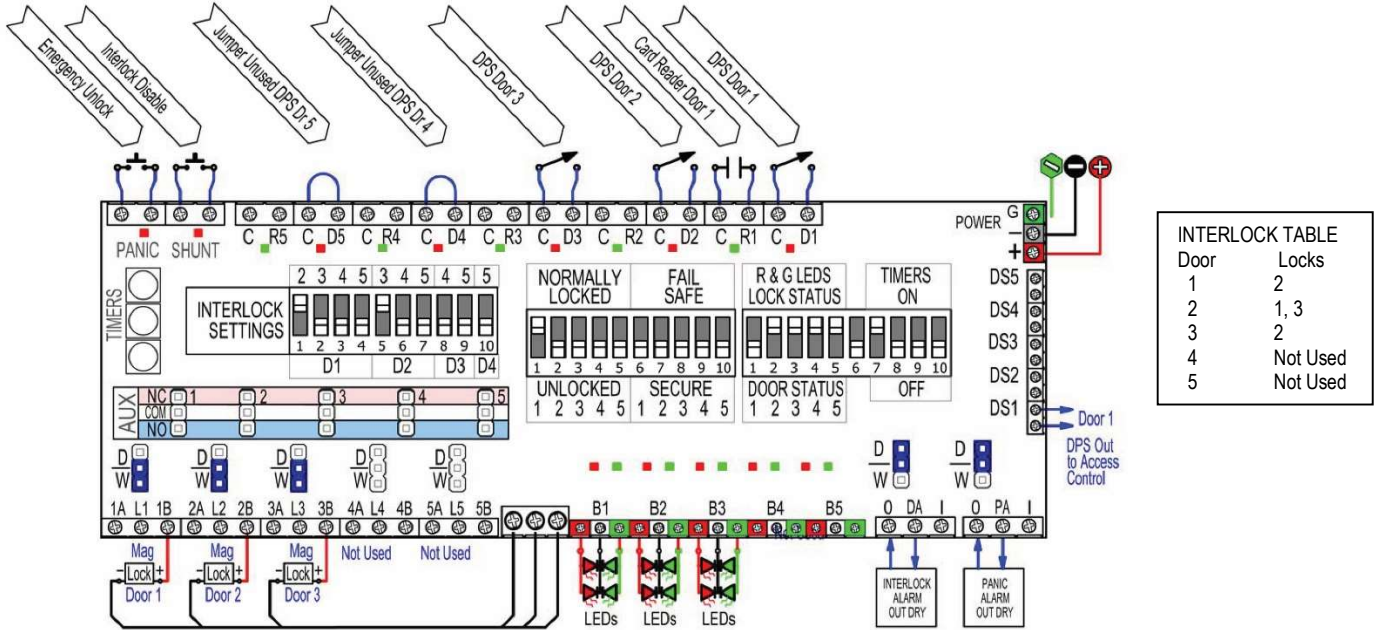 Emergency Unlock
Interlock Disable
Jumper Unused DPS Dr 5
Jumper Unused DPS Dr 4
DPS Door 3
DPS Door 2
Card Reader Door 1
DPS Door 1
PANIC SHUNT
C R5 C D5 C R4 C D4 C R3 C D3 C R2 C D2 C R1 C D1
POWER G
−
+
TIMERS
INTERLOCK
SETTINGS
2 3 4 5 3 4 5 4 5 5
1 2 3 4 5 6 7 8 9 10
D1 D2 D3 D4
NORMALLY
LOCKED
FAIL
SAFE
1 2 3 4 5 6 7 8 9 10
UNLOCKED
1 2 3 4 5
SECURE
1 2 3 4 5
R & G LEDS
LOCK STATUS
TIMERS
ON
1 2 3 4 5 6 7 8 9 10
DOOR STATUS
1 2 3 4 5
OFF
DS5
DS4
DS3
DS2
DS1
Door 1
DPS Out
to Access
Control
AUX
NC 1 2 3 4 5
COM
NO
D D D D D D D
W W W W W W W
1A L1 1B 2A L2 2B 3A L3 3B 4A L4 4B 5A L5 5B
B1 B2 B3 B4 B5
O DA I O PA I
Mag
− Lock +
Door 1
Mag
− Lock +
Door 2
Mag
− Lock +
Door 3
Not Used
Not Used
LEDs LEDs LEDs
INTERLOCK
ALARM
OUT DRY
PANIC
ALARM
OUT DRY
INTERLOCK TABLE
Door Locks
1 2
2 1, 3
3 2
4 Not Used
5 Not Used